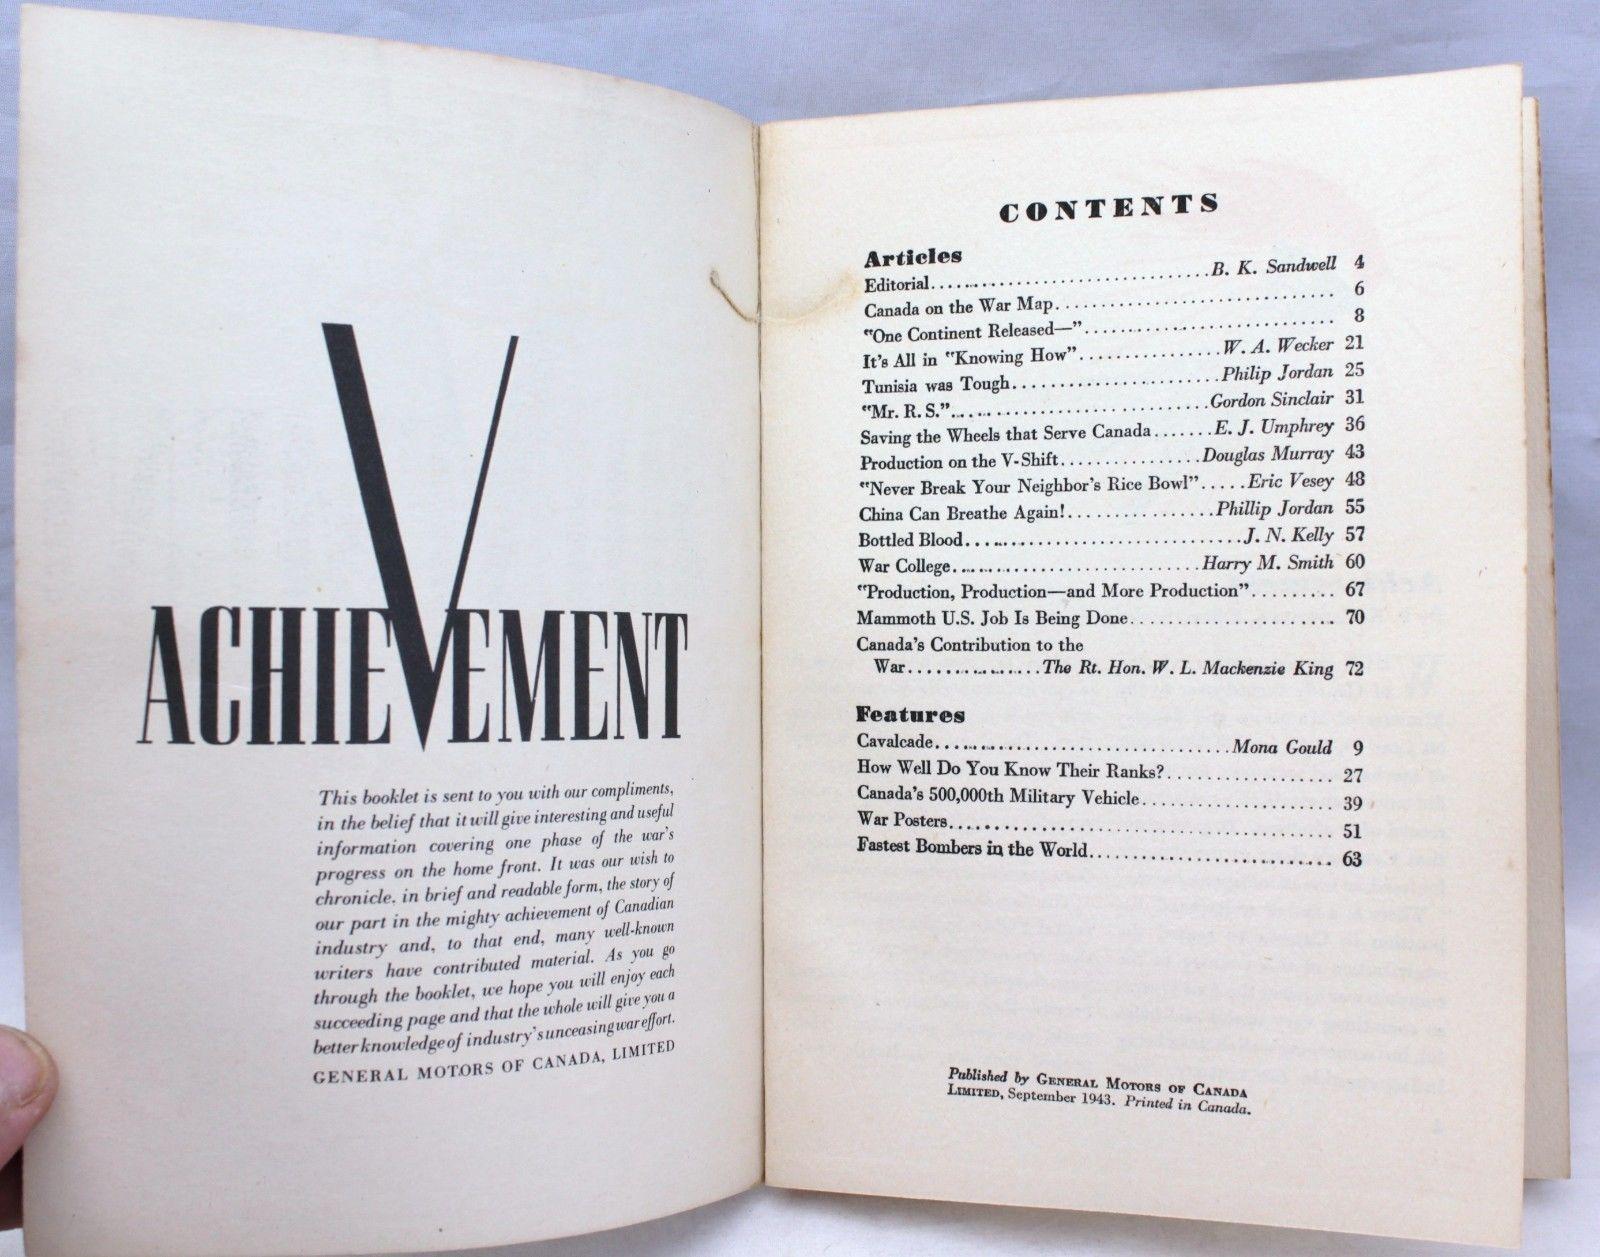 ACHIEVEMENT
This booklet is sent to you with our compliments,
in the belief that it will give interesting and useful
information covering one phase of the war's
progress on the home front. It was our wish to
chronicle, in brief and readable form, the story of
our part in the mighty achievement of Canadian
industry and, to that end, many well-known
writers have contributed material. As you go
through the booklet, we hope you will enjoy each
succeeding page and that the whole will give you a
better knowledge of industry's unceasing war effort.
GENERAL MOTORS OF CANADA, LIMITED
CONTENTS
Articles
Editorial..............................B. K. Sandwell 4
Canada on the War Map.............................. 6
"One Continent Released—".......................... 8
It's All in "Knowing How"................W. A. Wecker 21
Tunisia was Tough.......................Philip Jordan 25
"Mr. R. S."............................Gordon Sinclair 31
Saving the Wheels that Serve Canada.......E. J. Umphrey 36
Production on the V-Shift................Douglas Murray 43
"Never Break Your Neighbor's Rice Bowl".....Eric Vesey 48
China Can Breathe Again!................Phillip Jordan 55
Bottled Blood..............................J. N. Kelly 57
War College...........................Harry M. Smith 60
"Production, Production—and More Production"......... 67
Mammoth U.S. Job Is Being Done...................... 70
Canada's Contribution to the
War................The Rt. Hon. W. L. Mackenzie King 72
Features
Cavalcade................................Mona Gould 9
How Well Do You Know Their Ranks?.................. 27
Canada's 500,000th Military Vehicle..................... 39
War Posters.......................................... 51
Fastest Bombers in the World.......................... 63
Published by GENERAL MOTORS OF CANADA
LIMITED, September 1943. Printed in Canada.